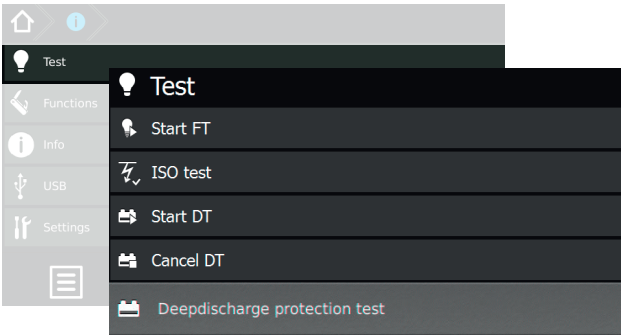 Test
Functions
Info
USB
Settings
Test
Start FT
ISO test
Start DT
Cancel DT
Deepdischarge protection test